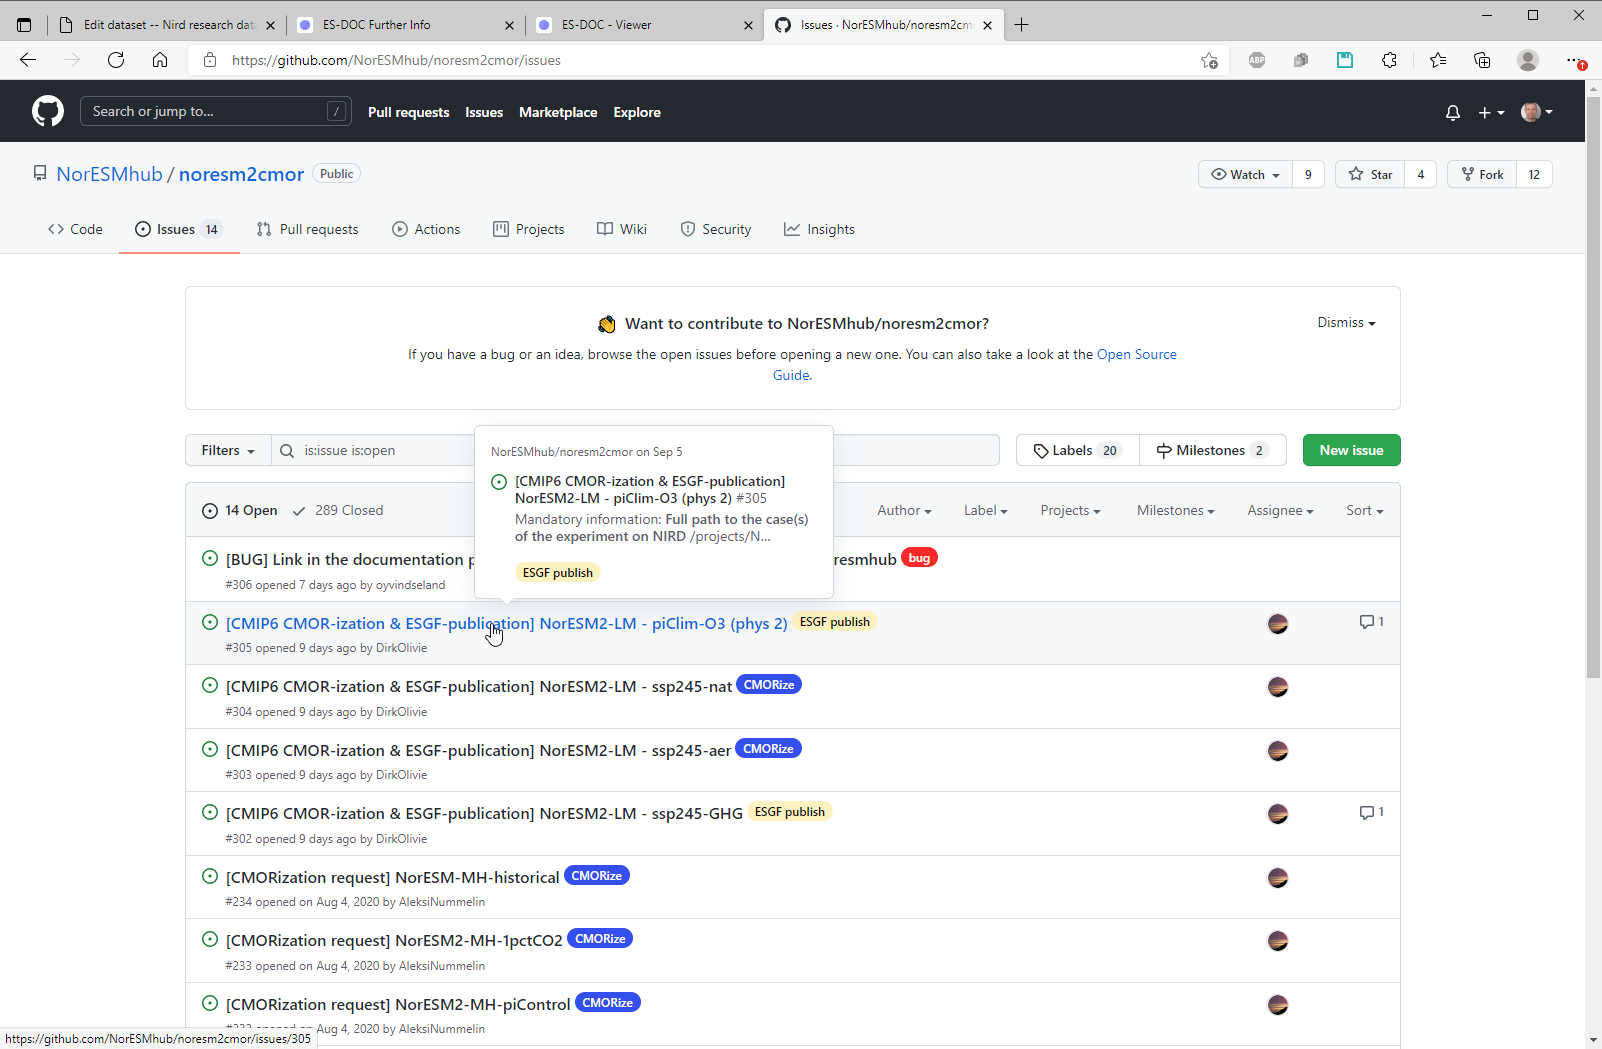 Edit dataset -- Nird research dat
ES-DOC Further Info
ES-DOC - Viewer
Issues · NorESMhub/noresm2cm
https://github.com/NorESMhub/noresm2cmor/issues
ABP
Search or jump to... /
Pull requests Issues Marketplace Explore
NorESMhub / noresm2cmor Public
Watch 9 Star 4 Fork 12
Code Issues 14 Pull requests Actions Projects Wiki Security Insights
Want to contribute to NorESMhub/noresm2cmor?
Dismiss
If you have a bug or an idea, browse the open issues before opening a new one. You can also take a look at the Open Source
Guide.
Filters is:issue is:open
Labels 20 Milestones 2 New issue
NorESMhub/noresm2cmor on Sep 5
[CMIP6 CMOR-ization & ESGF-publication]
NorESM2-LM - piClim-O3 (phys 2) #305
Mandatory information: Full path to the case(s)
of the experiment on NIRD /projects/N...
ESGF publish
14 Open 289 Closed
Author Label Projects Milestones Assignee Sort
[BUG] Link in the documentation p resmhub bug
#306 opened 7 days ago by oyvindseland
[CMIP6 CMOR-ization & ESGF-publication] NorESM2-LM - piClim-O3 (phys 2) ESGF publish 1
#305 opened 9 days ago by DirkOlivie
[CMIP6 CMOR-ization & ESGF-publication] NorESM2-LM - ssp245-nat CMORize
#304 opened 9 days ago by DirkOlivie
[CMIP6 CMOR-ization & ESGF-publication] NorESM2-LM - ssp245-aer CMORize
#303 opened 9 days ago by DirkOlivie
[CMIP6 CMOR-ization & ESGF-publication] NorESM2-LM - ssp245-GHG ESGF publish 1
#302 opened 9 days ago by DirkOlivie
[CMORization request] NorESM-MH-historical CMORize
#234 opened on Aug 4, 2020 by AleksiNummelin
[CMORization request] NorESM2-MH-1pctCO2 CMORize
#233 opened on Aug 4, 2020 by AleksiNummelin
[CMORization request] NorESM2-MH-piControl CMORize
#232 opened on Aug 4, 2020 by AleksiNummelin
https://github.com/NorESMhub/noresm2cmor/issues/305